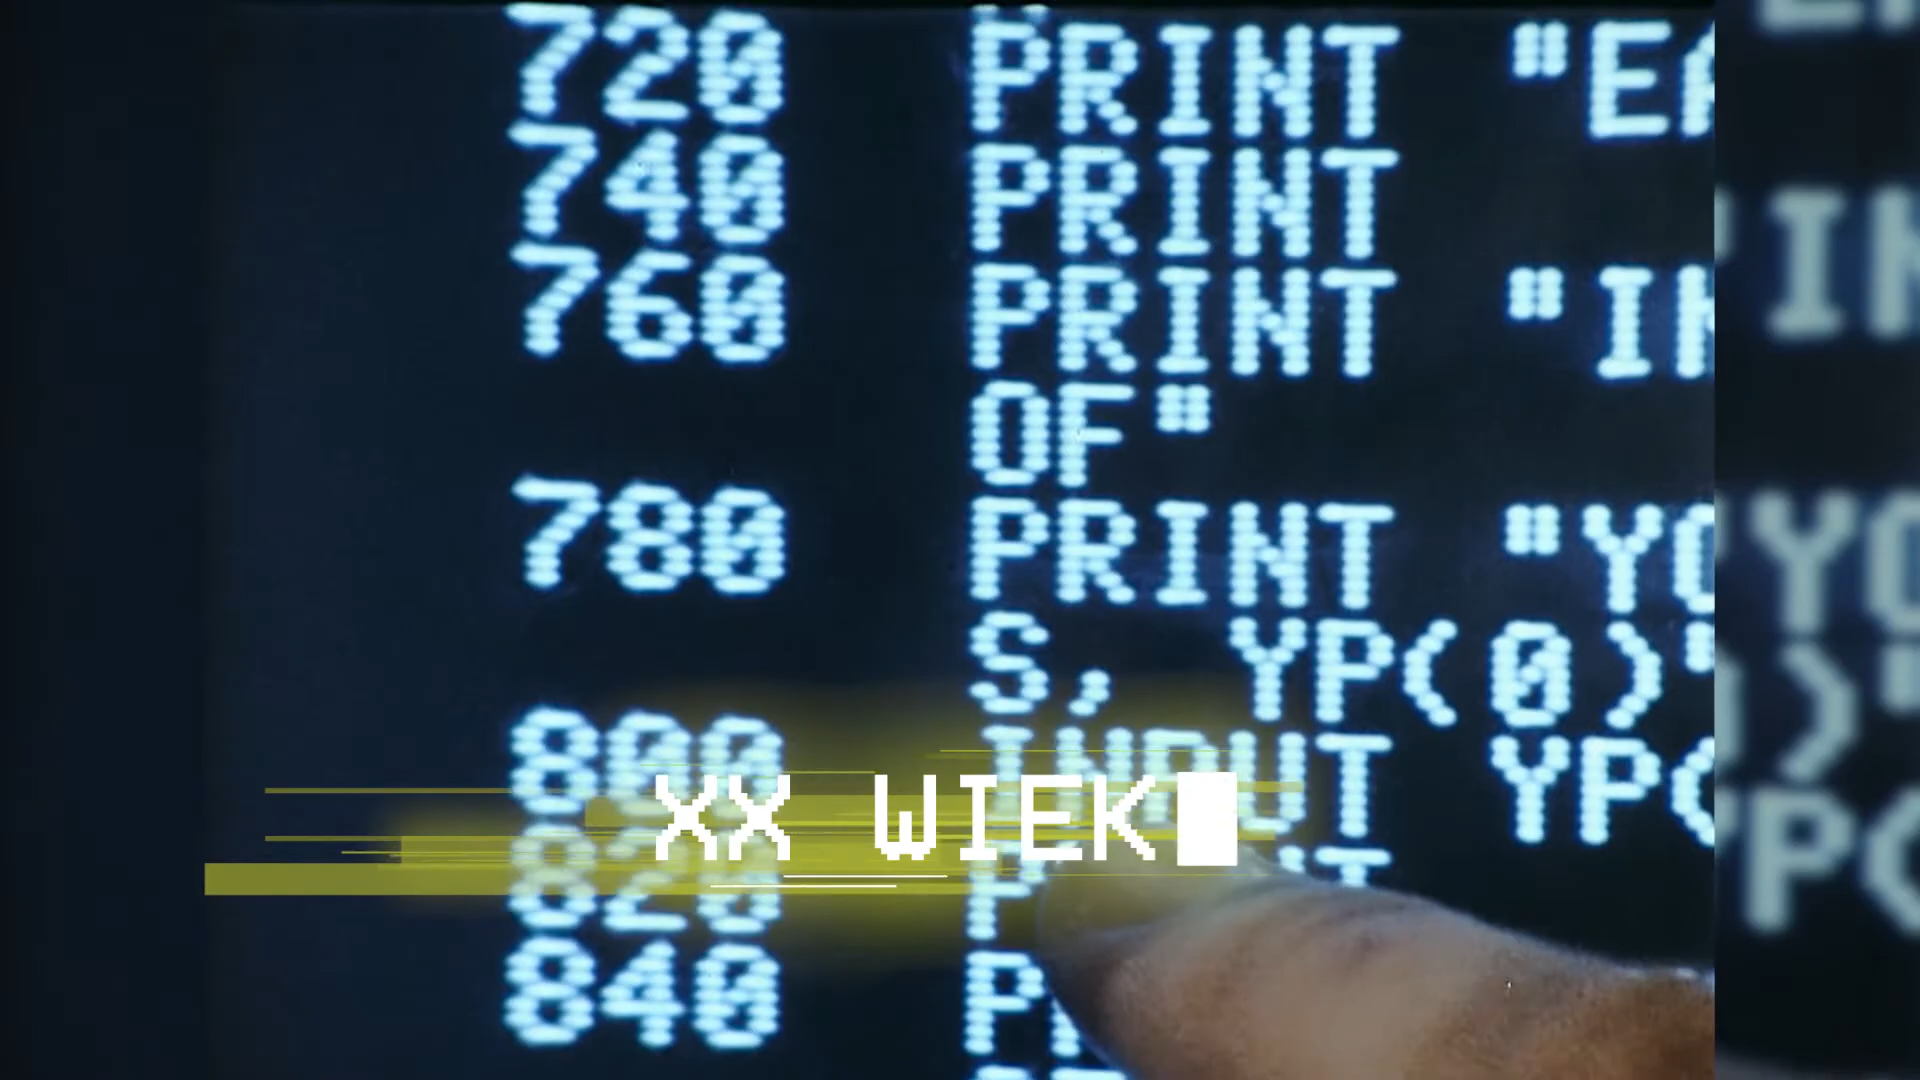 720 PRINT "EA
740 PRINT
760 PRINT "IN
OF"
780 PRINT "YO
S, YP(0)"
800 INPUT YP(
XX WIEK
820 P
840 P